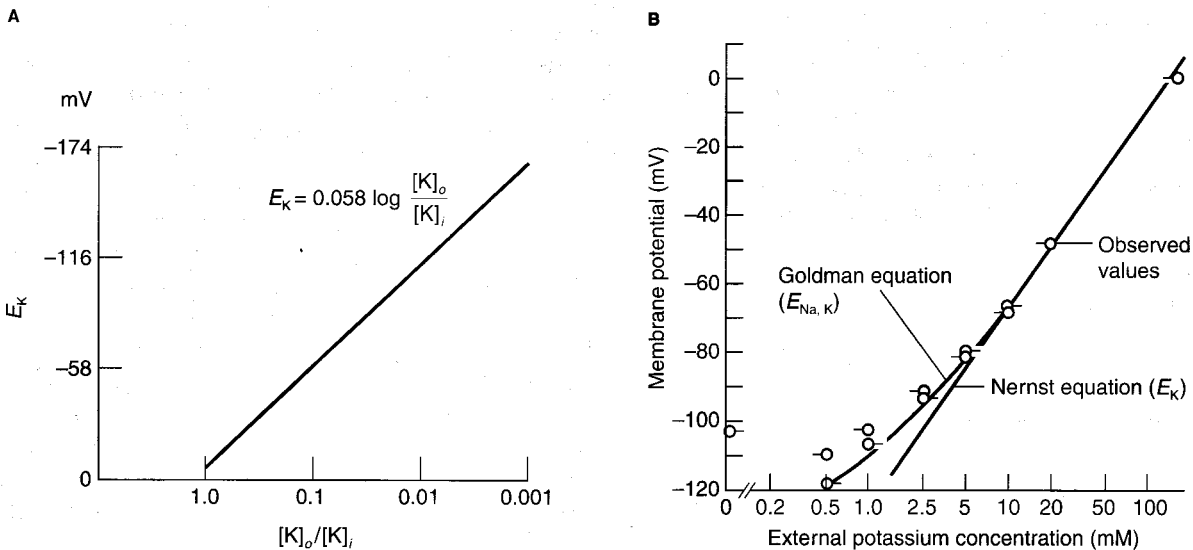 A
mV
−174
−116
−58
0
E_K
E_K = 0.058 log [K]_o / [K]_i
1.0 0.1 0.01 0.001
[K]_o/[K]_i
B
0
−20
−40
−60
−80
−100
−120
Membrane potential (mV)
Observed
values
Goldman equation
(E_Na, K)
Nernst equation (E_K)
0 0.2 0.5 1.0 2.5 5 10 20 50 100
External potassium concentration (mM)